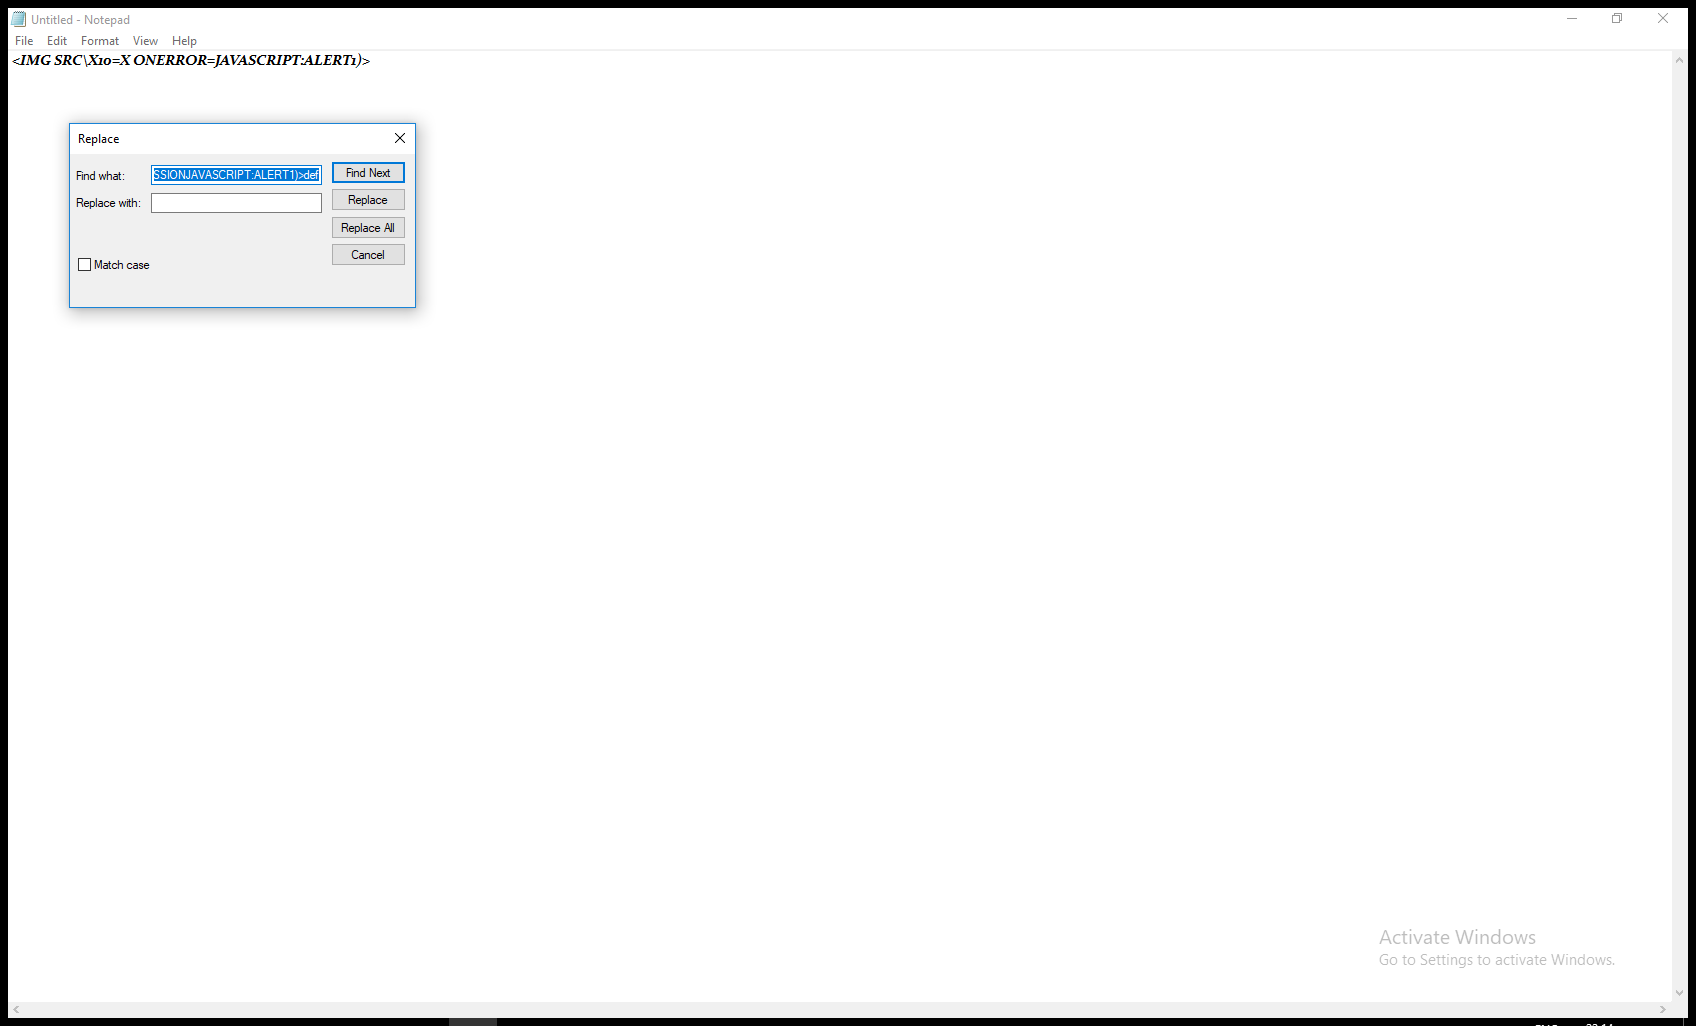 Untitled - Notepad
File Edit Format View Help
<IMG SRC\X10=X ONERROR=JAVASCRIPT:ALERT1)>
Replace
Find what: SSIONJAVASCRIPT:ALERT1)>def Find Next
Replace with: Replace
Replace All
Cancel
Match case
Activate Windows
Go to Settings to activate Windows.